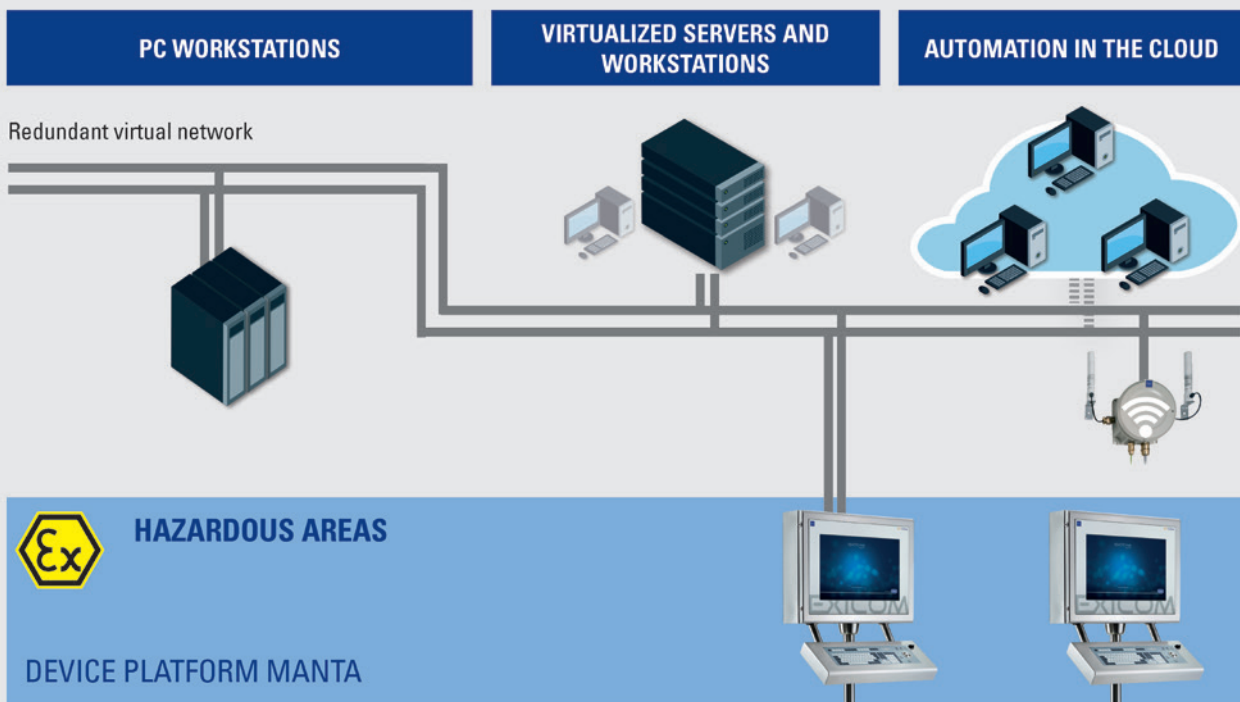 PC WORKSTATIONS
VIRTUALIZED SERVERS AND
WORKSTATIONS
AUTOMATION IN THE CLOUD
Redundant virtual network
Ex
HAZARDOUS AREAS
EXICOM
EXICOM
DEVICE PLATFORM MANTA